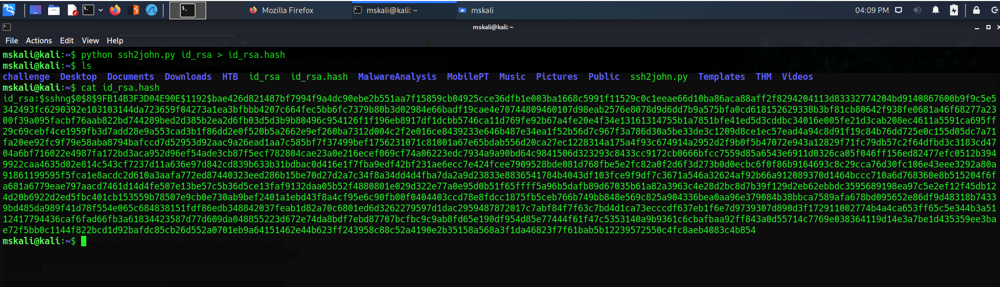 Mozilla Firefox
mskali@kali: ~
mskali
04:09 PM
mskali@kali: ~
File Actions Edit View Help
mskali@kali:~$ python ssh2john.py id_rsa > id_rsa.hash
mskali@kali:~$ ls
challenge Desktop Documents Downloads HTB id_rsa id_rsa.hash MalwareAnalysis MobilePT Music Pictures Public ssh2john.py Templates THM Videos
mskali@kali:~$ cat id_rsa.hash
id_rsa:$sshng$0$8$9FB14B3F3D04E90E$1192$bae426d821487bf7994f9a4dc90ebe2b551aa7f15859cb04925cce36dfb1e003ba1668c5991f11529c0c1eeae66d10ba86aca88aff2f8294204113d83332774204bd9140867600b9f9c5e5
342493fc6290392e103103144da723659f04273a1ea3bfbbb4207c664fec5bb6fc7379b80b3d02984e66badf19cae4e70744809460107d98eab2576e8078d9d6dd7b9a575bfa0cd618152629338b3bf81cb80642f938fe0681a46f68277a23
00f39a095facbf76aab822bd744289bed2d385b2ea2d6fb03d5d3b9b80496c954126f1f196eb8917df1dcbb5746ca11d769fe92b67a4fe20e4f34e13161314755b1a7851bfe41ed5d3cddbc34016e005fe21d3cab208ec4611a5591ca695ff
29c69cebf4ce1959fb3d7add28e9a553cad3b1f86dd2e0f520b5a2662e9ef260ba7312d004c2f2e016ce8439233e646b487e34ea1f52b56d7c967f3a786d30a5be33de3c1209d8ce1ec57ead4a94c8d91f19c84b76dd725e0c155d05dc7a71
fa20ee92fc9f79e58aba8794bafccd7d52953d92aac9a26ead1aa7c585bf7f37499bef1756231071c81001a67e65bdab556d20ca27ec1228314a175a4f93c674914a2952d2f9b0f5b47072e943a12829f71fc79db57c2f64dfbd3c3183cd47
04a6bf716022e4987fa172bd3aca952d96ef54ade3cb87f5ecf782804cae23a0e216ecef069cf74a06223edc7934a9a90bd64c9841506d323293c8433cc9172cb0666bfcc7559d85a6543e6911d0326ca05f046ff156ed82477efc0512b394
9922caa4635d02e814c543cf7237d11a636e97d842cd839b633b31bdbac0d416e1f7fba9edf42bf231ae6ecc7e424fcee7909528bde081d768fbe5e2fc82a0f2d6f3d273b0d0ecbc6f0f86b9164693c8c29cca76d30fc106e43eee3292a80a
91861199595f5fca1e8acdc2d610a3aafa772ed87440323eed286b15be70d27d2a7c34f8a34dd4d4fba7da2a9d23833e8836541784b4043df103fce9f9df7c3671a546a32624af92b66a912089370d1464bccc710a6d768360e8b515204f6f
a681a6779eae797aacd7461d14d4fe507e13be57c5b36d5ce13faf9132daa05b52f4880801e029d322e77a0e95d0b51f65ffff5a96b5dafb89d67035b61a82a3963c4e28d2bc8d7b39f129d2eb62ebbdc3595689198ea97c5e2ef12f45db12
4d20b6922d2ed5fbc401cb153559b78507e9cb0e730ab9bef2401a1ebd43f8a4cf95e6c90fb00f0404403ccd78e8fdcc1875fb5ceb766b749bb848e569c825a904336bea0aa96e379084b38bbca7589afa678bd095652e86df9d48318b7433
9bd485da989f41d78f554e065c684838151fdf86edb348842037feab1d82a70c6801ed6d3262279597d1dac2959487872017c7abf84f7f63c7bd4d1ca73ecccdf637eb1f6e7d9739307d890d3f172911002774b4a4ca653ff65c5e344b3a51
12417794436caf6fad66fb3a61834423587d77d609da048855223d672e74da8bdf7ebd87707bcfbc9c9ab8fd65e190df954d85e77444f61f47c5353140a9b9361c6cbafbaa92ff843a0d55714c7769e038364119d14e3a7be1d435359ee3ba
e72f5bb0c1144f822bcd1d92bafdc85cb26d552a0701eb9a64151462e44b623ff243958c88c52a4190e2b35158a568a3f1da46823f7f61bab5b12239572550c4fc8aeb4083c4b854
mskali@kali:~$